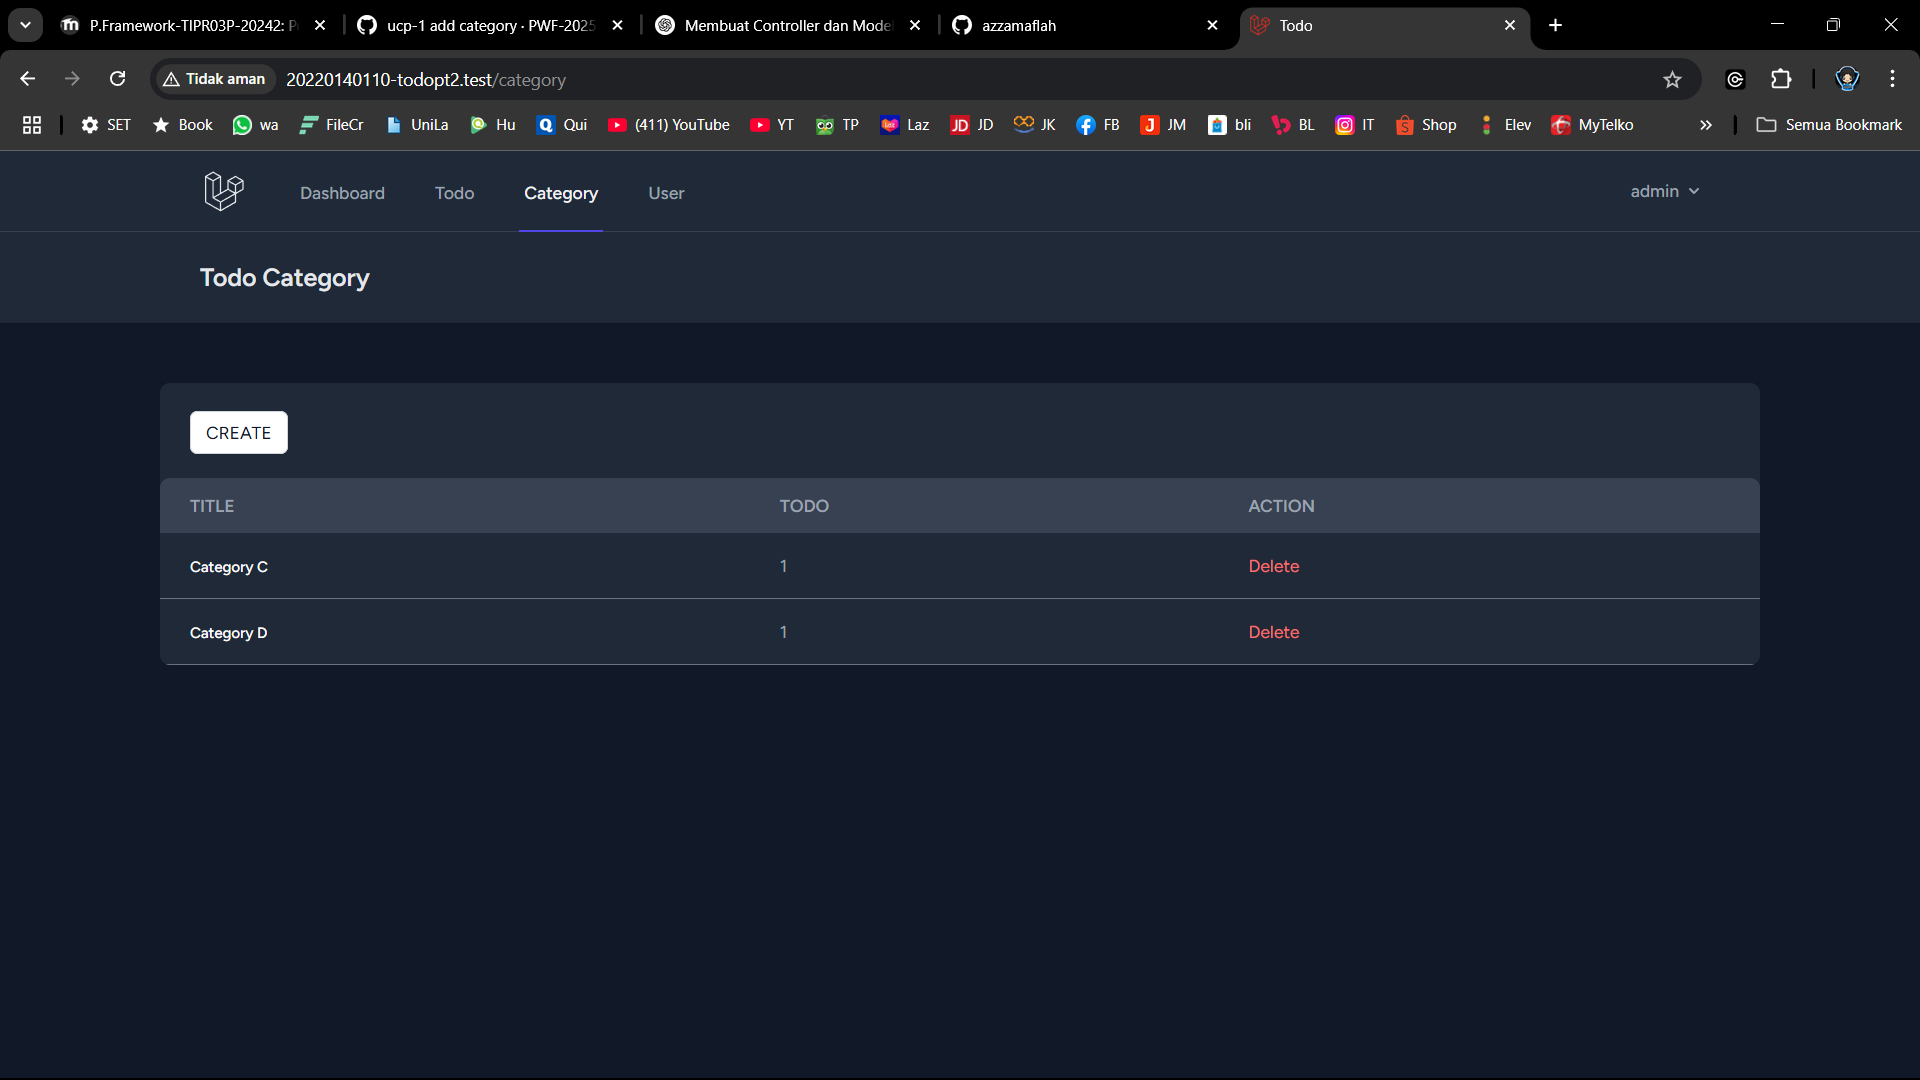 P.Framework-TIPR03P-20242: P
ucp-1 add category · PWF-2025
Membuat Controller dan Mode
azzamaflah
Todo
Tidak aman
20220140110-todopt2.test/category
SET
Book
wa
FileCr
UniLa
Hu
Qui
(411) YouTube
YT
TP
Laz
JD
JK
FB
JM
bli
BL
IT
Shop
Elev
MyTelko
Semua Bookmark
Dashboard
Todo
Category
User
admin
Todo Category
CREATE
TITLE TODO ACTION
Category C 1 Delete
Category D 1 Delete